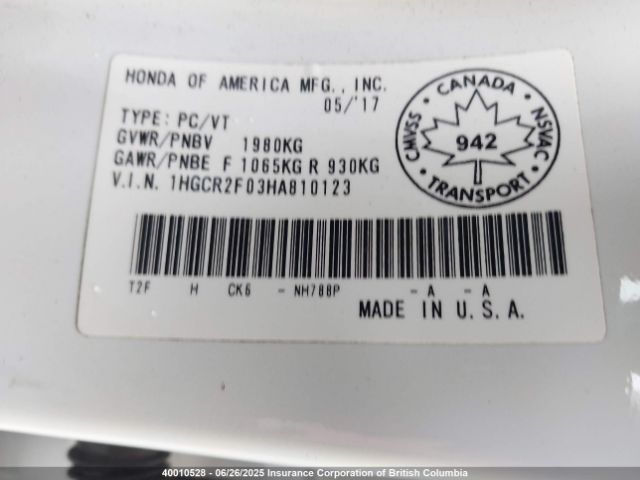 HONDA OF AMERICA MFG., INC.
05/'17
TYPE: PC/VT
GVWR/PNBV 1980KG
GAWR/PNBE F 1065KG R 930KG
V.I.N. 1HGCR2F03HA810123
CANADA
CMVSS
942
NSVAC
TRANSPORT
T2F H CK6 - NH788P - A - A
MADE IN U.S.A.
40010528 - 06/26/2025 Insurance Corporation of British Columbia